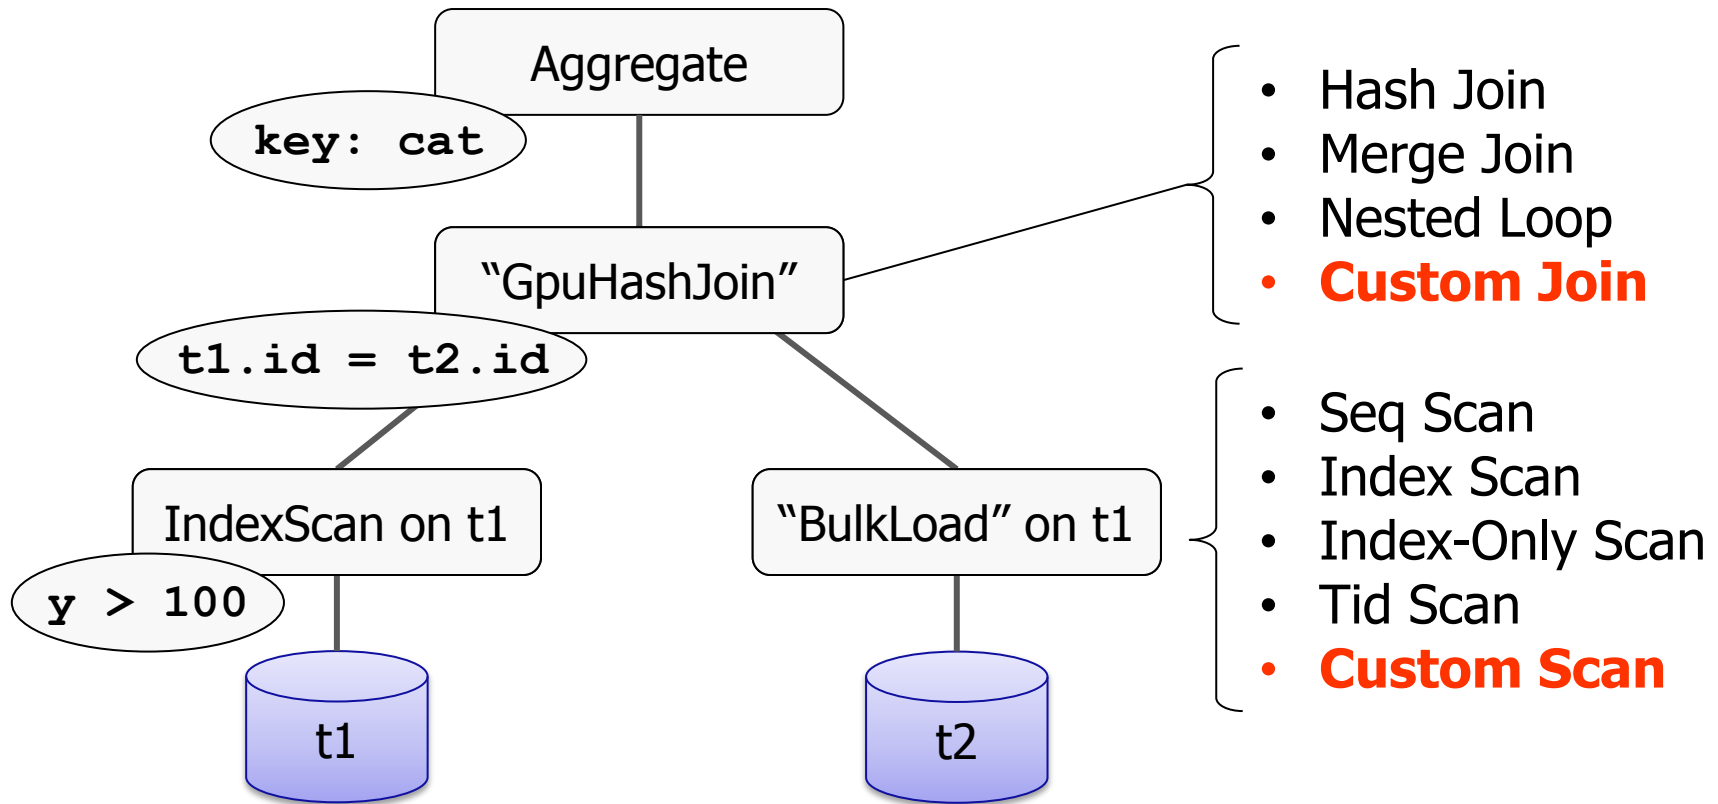 Aggregate
key: cat
“GpuHashJoin”
t1.id = t2.id
IndexScan on t1
y > 100
“BulkLoad” on t1
t1
t2
• Hash Join
• Merge Join
• Nested Loop
• Custom Join
• Seq Scan
• Index Scan
• Index-Only Scan
• Tid Scan
• Custom Scan